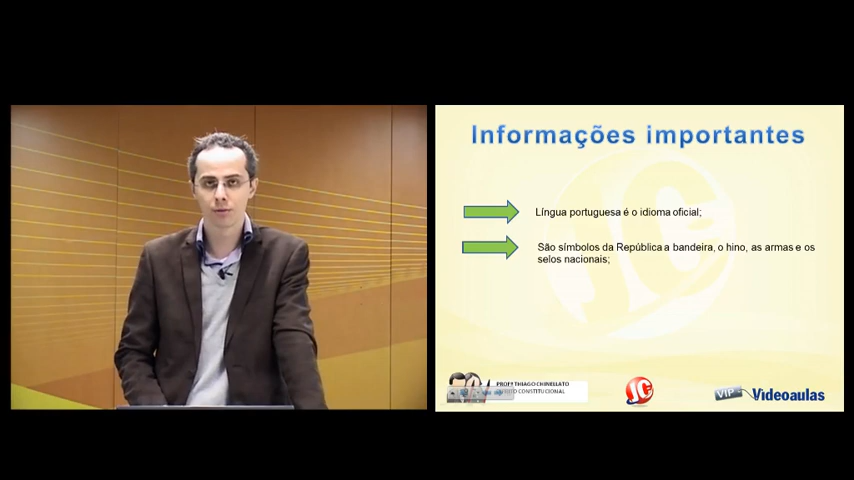 Informações importantes
Língua portuguesa é o idioma oficial;
São símbolos da República a bandeira, o hino, as armas e os
selos nacionais;
THIAGO CHINELLATO
CONSTITUCIONAL
JC
VIP Videoaulas